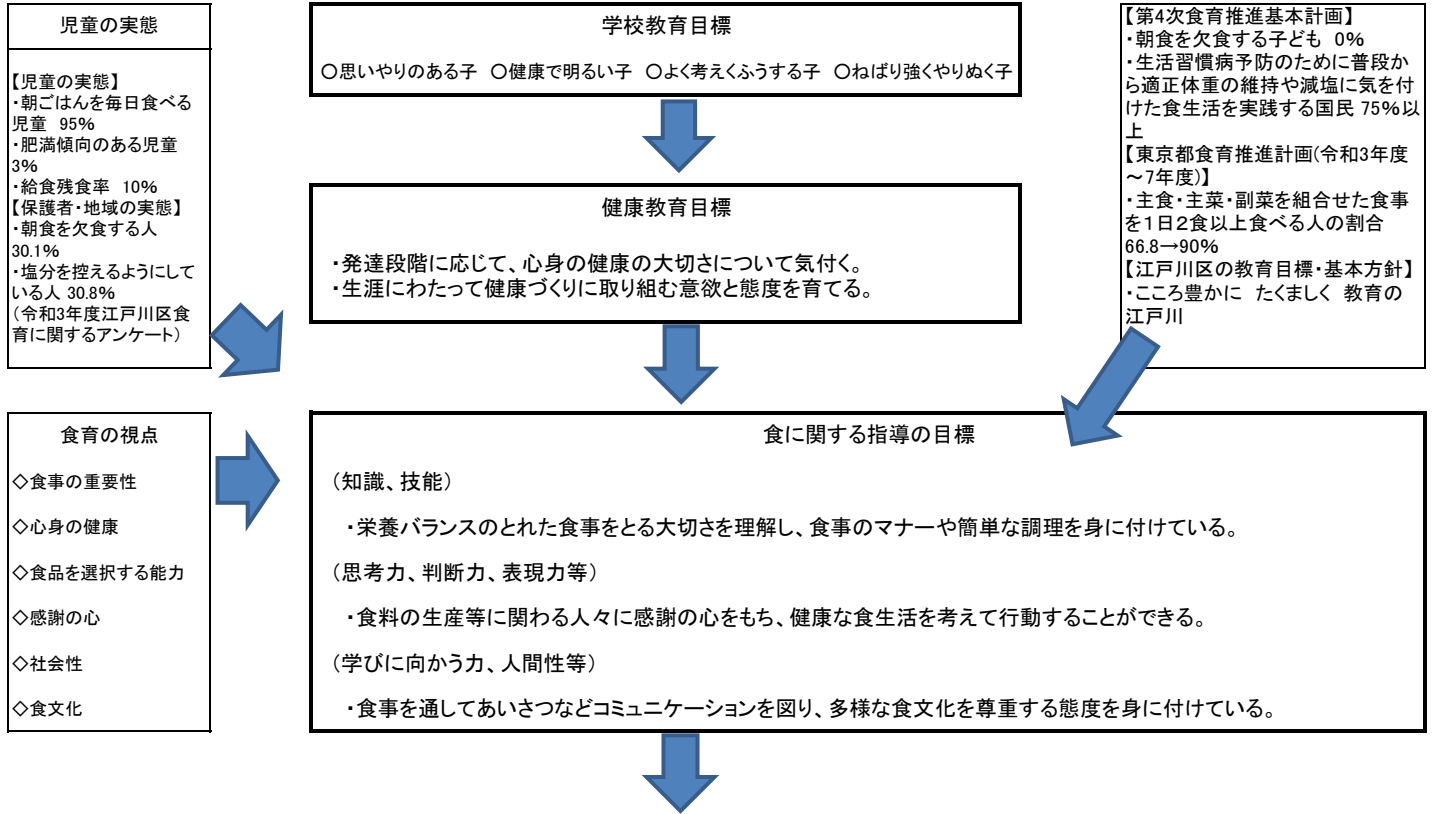 児童の実態
【児童の実態】
・朝ごはんを毎日食べる
児童 95%
・肥満傾向のある児童
3%
・給食残食率 10%
【保護者・地域の実態】
・朝食を欠食する人
30.1%
・塩分を控えるようにして
いる人 30.8%
(令和3年度江戸川区食
育に関するアンケート)
学校教育目標
○思いやりのある子 ○健康で明るい子 ○よく考えくふうする子 ○ねばり強くやりぬく子
【第4次食育推進基本計画】
・朝食を欠食する子ども 0%
・生活習慣病予防のために普段か
ら適正体重の維持や減塩に気を付
けた食生活を実践する国民 75%以
上
【東京都食育推進計画(令和3年度
～7年度)】
・主食・主菜・副菜を組合せた食事
を1日2食以上食べる人の割合
66.8→90%
【江戸川区の教育目標・基本方針】
・こころ豊かに たくましく 教育の
江戸川
健康教育目標
・発達段階に応じて、心身の健康の大切さについて気付く。
・生涯にわたって健康づくりに取り組む意欲と態度を育てる。
食育の視点
◇食事の重要性
◇心身の健康
◇食品を選択する能力
◇感謝の心
◇社会性
◇食文化
食に関する指導の目標
(知識、技能)
・栄養バランスのとれた食事をとる大切さを理解し、食事のマナーや簡単な調理を身に付けている。
(思考力、判断力、表現力等)
・食料の生産等に関わる人々に感謝の心をもち、健康な食生活を考えて行動することができる。
(学びに向かう力、人間性等)
・食事を通してあいさつなどコミュニケーションを図り、多様な食文化を尊重する態度を身に付けている。